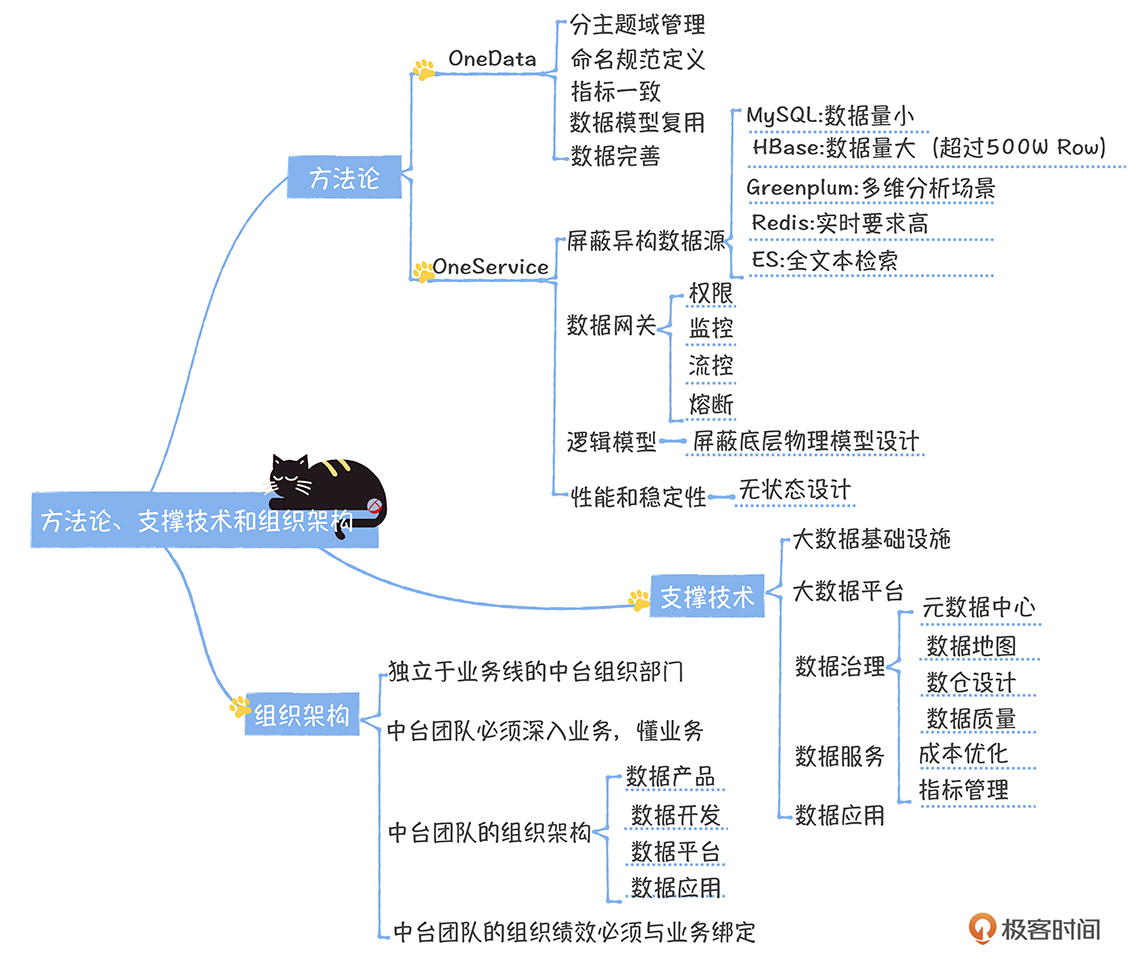 方法论、支撑技术和组织架构
方法论
OneData
分主题域管理
命名规范定义
指标一致
数据模型复用
数据完善
OneService
屏蔽异构数据源
MySQL:数据量小
HBase:数据量大（超过500W Row）
Greenplum:多维分析场景
Redis:实时要求高
ES:全文本检索
数据网关
权限
监控
流控
熔断
逻辑模型
屏蔽底层物理模型设计
性能和稳定性
无状态设计
支撑技术
大数据基础设施
大数据平台
数据治理
元数据中心
数据地图
数仓设计
数据质量
成本优化
指标管理
数据服务
数据应用
组织架构
独立于业务线的中台组织部门
中台团队必须深入业务，懂业务
中台团队的组织架构
数据产品
数据开发
数据平台
数据应用
中台团队的组织绩效必须与业务绑定
极客时间